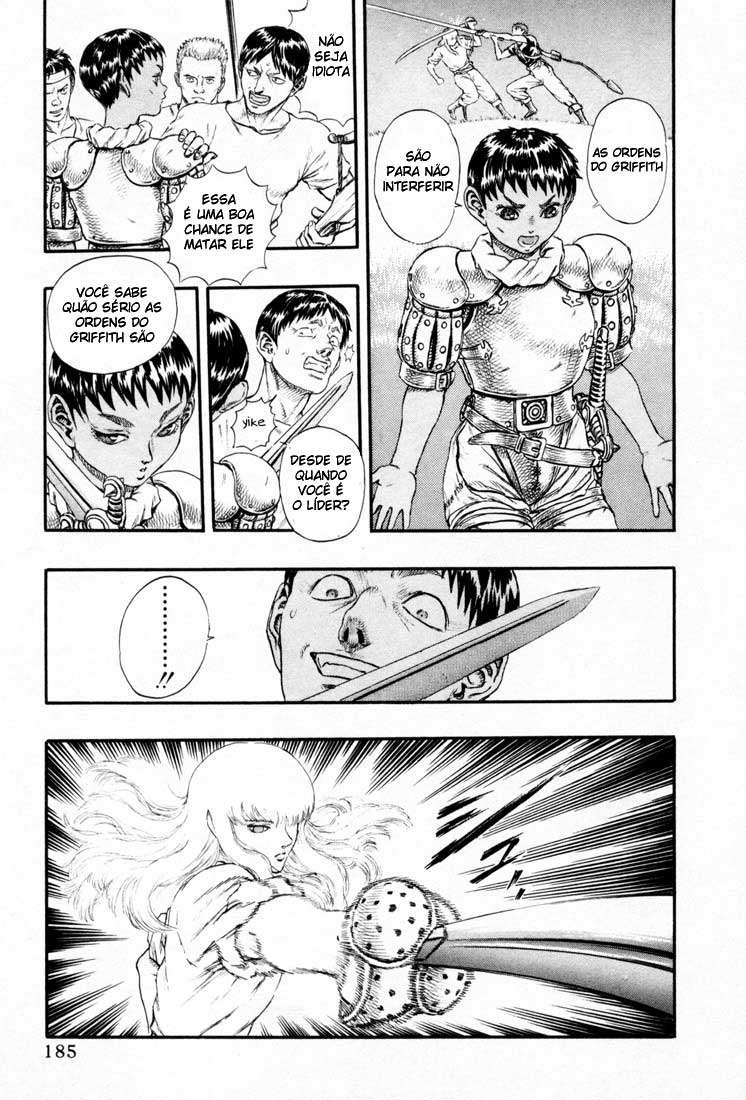 AS ORDENS
DO GRIFFITH
SÃO
PARA NÃO
INTERFERIR
NÃO
SEJA
IDIOTA
ESSA
É UMA BOA
CHANCE DE
MATAR ELE
DESDE DE
QUANDO
VOCÊ É
O LÍDER?
yike
VOCÊ SABE
QUÃO SÉRIO AS
ORDENS DO
GRIFFITH SÃO
.........!!
185